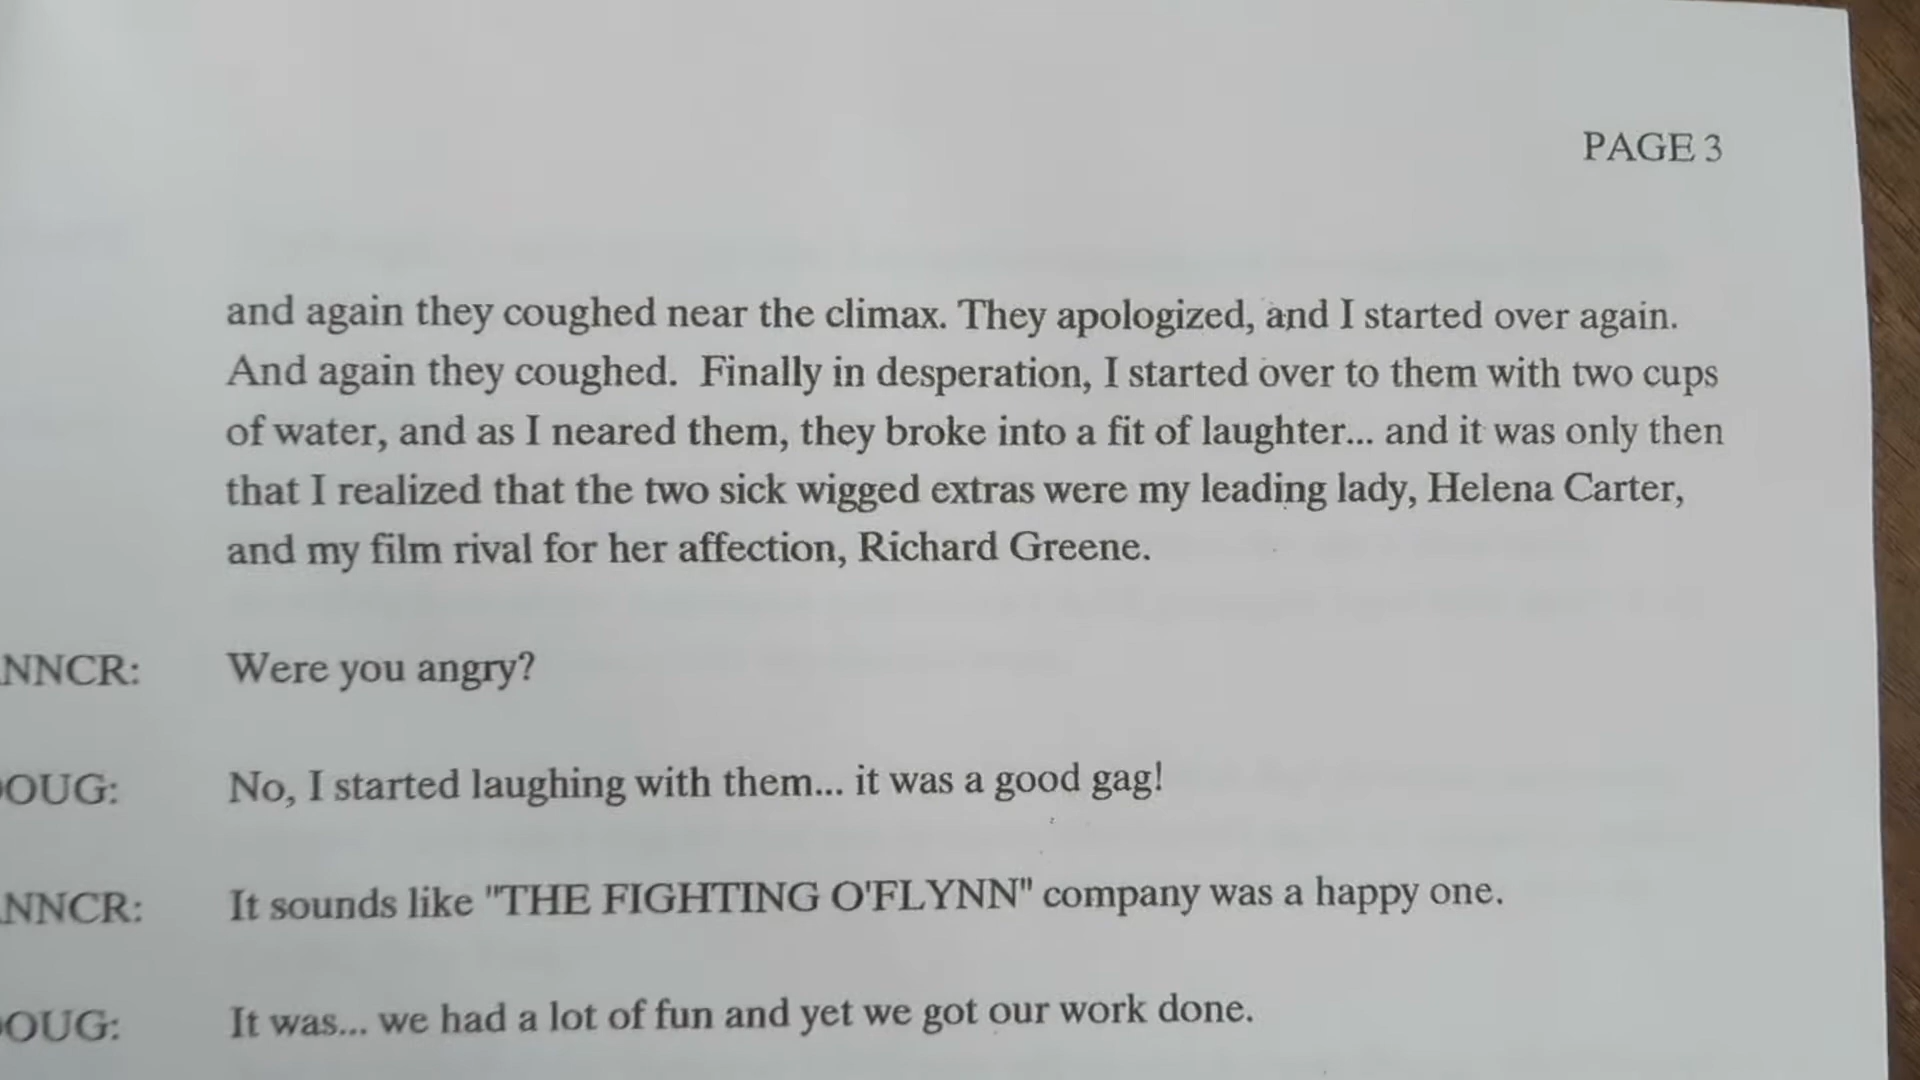 PAGE 3
and again they coughed near the climax. They apologized, and I started over again.
And again they coughed. Finally in desperation, I started over to them with two cups
of water, and as I neared them, they broke into a fit of laughter... and it was only then
that I realized that the two sick wigged extras were my leading lady, Helena Carter,
and my film rival for her affection, Richard Greene.
NNCR: Were you angry?
OUG: No, I started laughing with them... it was a good gag!
NNCR: It sounds like "THE FIGHTING O'FLYNN" company was a happy one.
OUG: It was... we had a lot of fun and yet we got our work done.